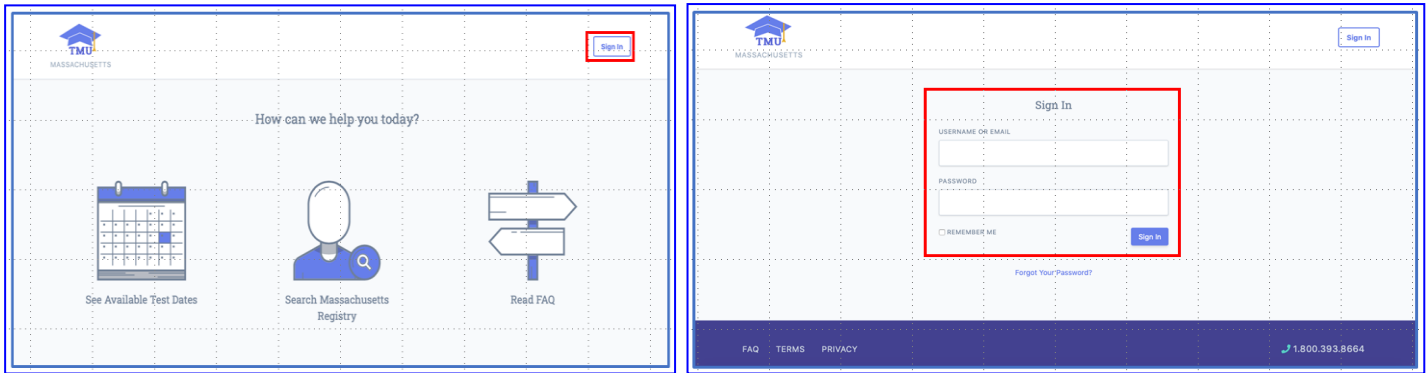 TMU
MASSACHUSETTS
Sign In
How can we help you today?
See Available Test Dates
Search Massachusetts
Registry
Read FAQ
TMU
MASSACHUSETTS
Sign In
Sign In
USERNAME OR EMAIL
PASSWORD
REMEMBER ME
Sign In
Forgot Your Password?
FAQ TERMS PRIVACY
1.800.393.8664